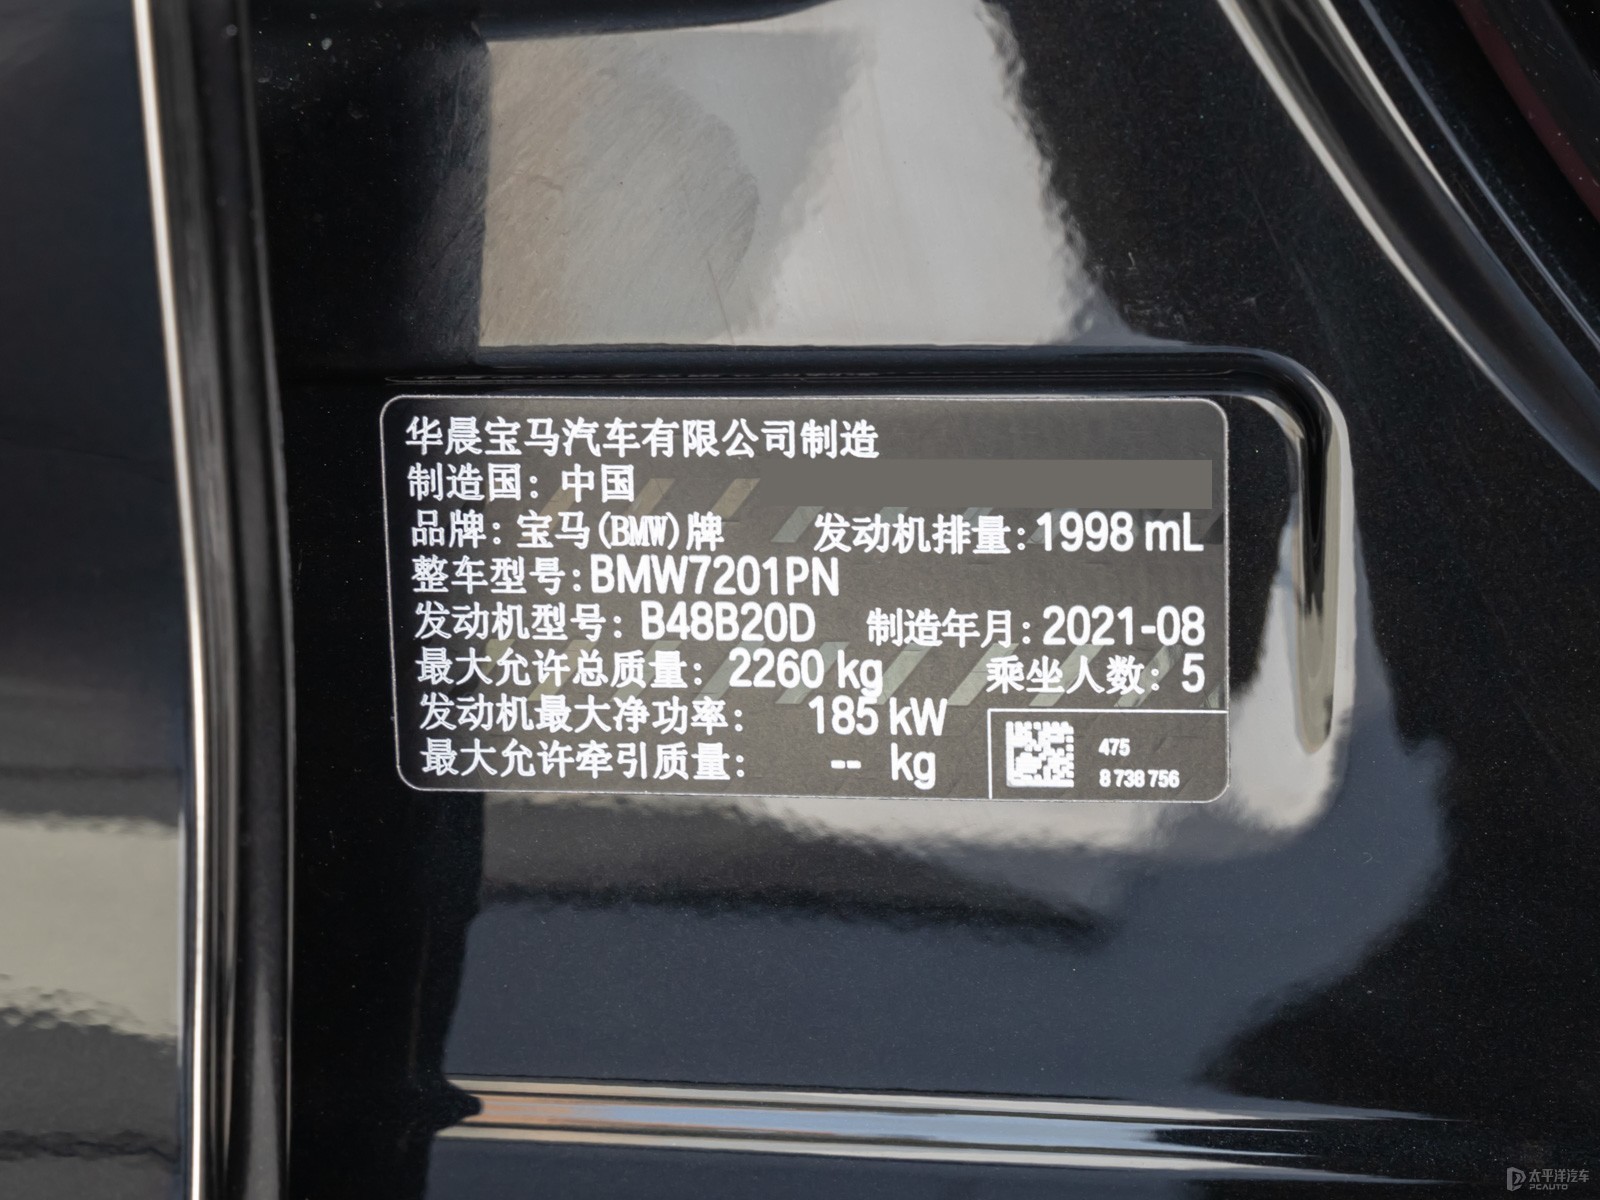 华晨宝马汽车有限公司制造
制造国：中国
品牌：宝马(BMW)牌 发动机排量：1998 mL
整车型号：BMW7201PN
发动机型号：B48B20D 制造年月：2021-08
最大允许总质量：2260 kg 乘坐人数：5
发动机最大净功率： 185 kW
最大允许牵引质量： -- kg
475
8 738 756
太平洋汽车
PCAUTO